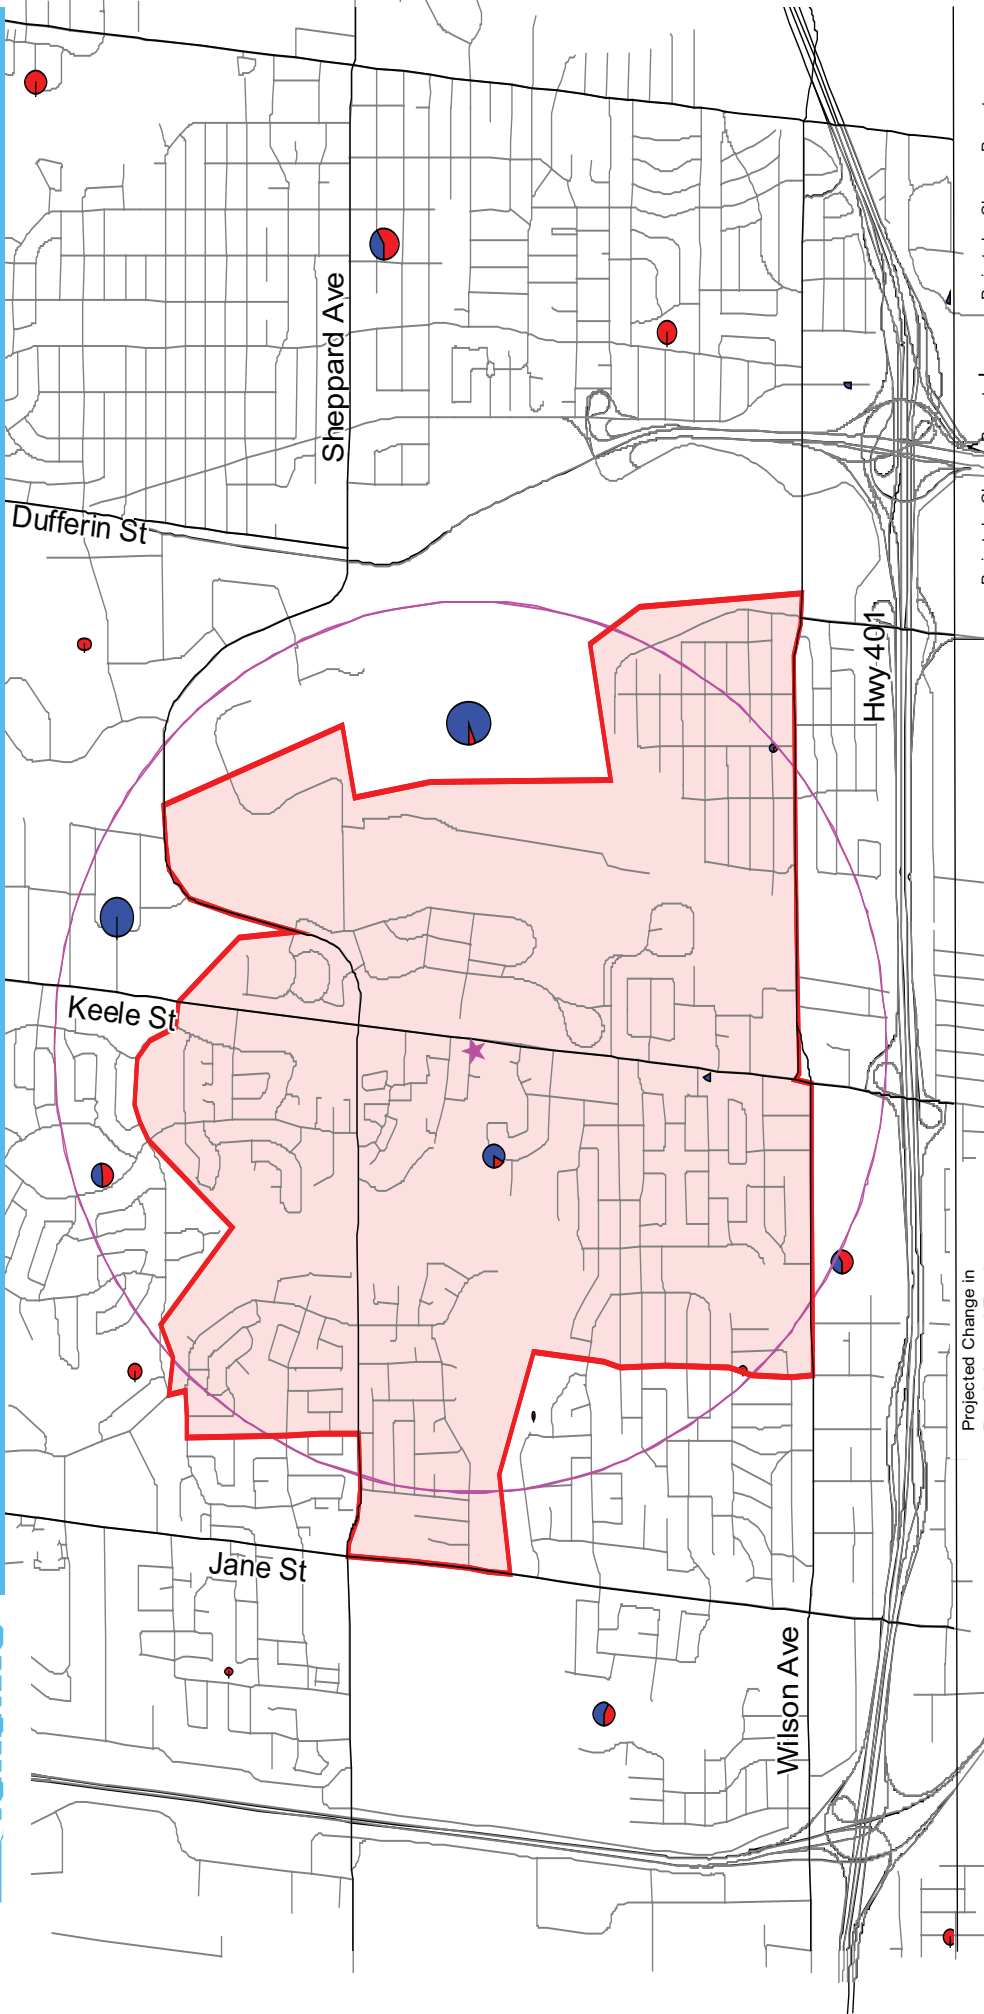 Sheppard Ave
Dufferin St
Hwy 401
Keele St
Jane St
Wilson Ave
Projected Change in